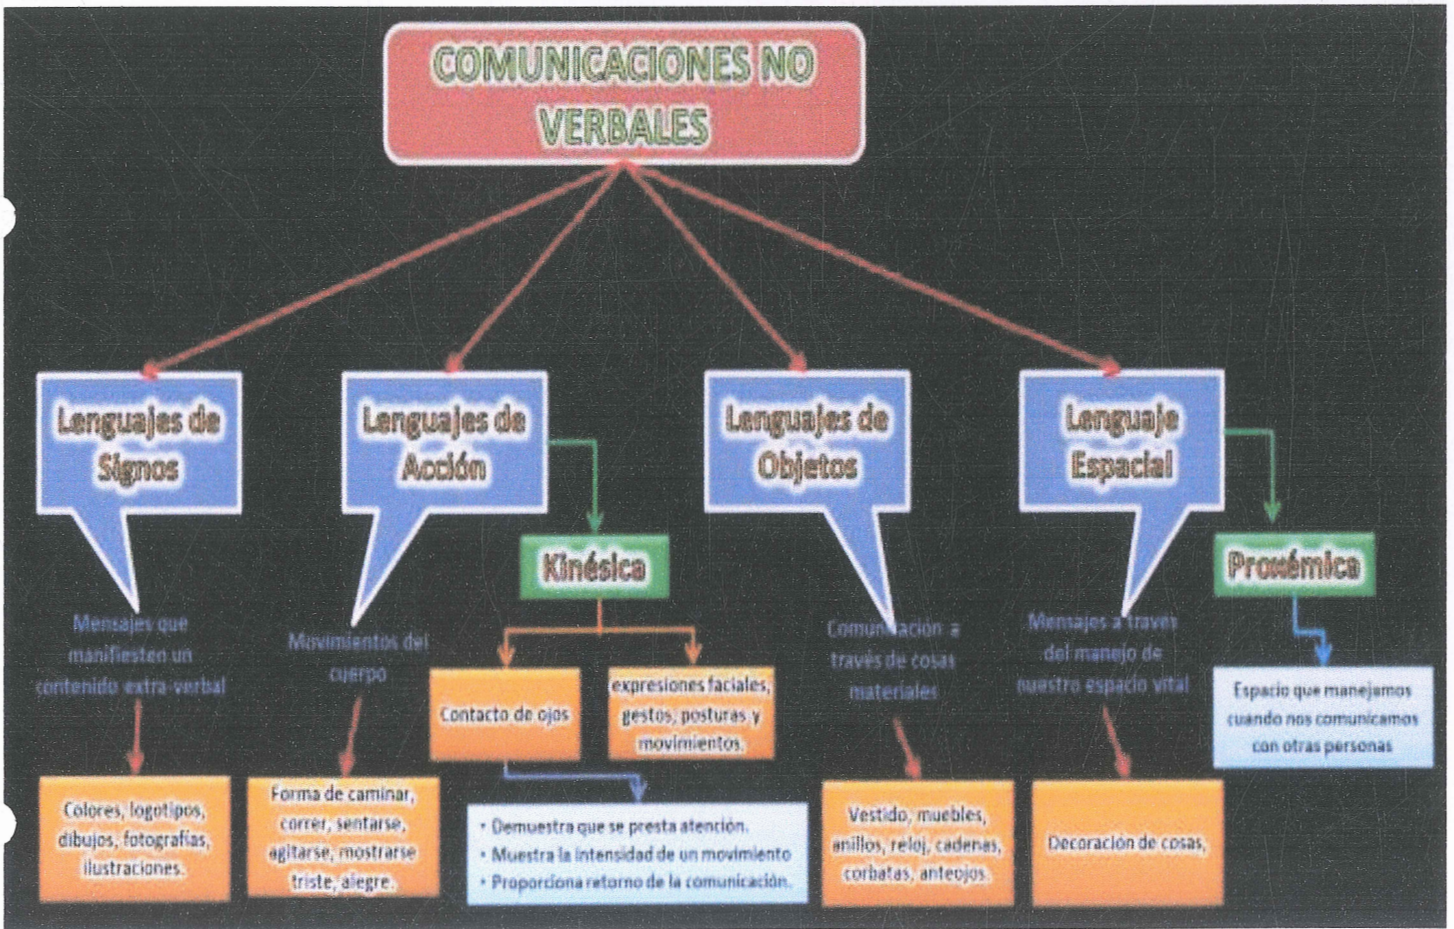 COMUNICACIONES NO
VERBALES
Lenguajes de
Signos
Lenguajes de
Acción
Lenguajes de
Objetos
Lenguaje
Espacial
Kinésica
Proxémica
Mensajes que
manifiesten un
contenido extra-verbal
Movimientos del
cuerpo
Comunicación a
través de cosas
materiales
Mensajes a través
del manejo de
nuestro espacio vital
Contacto de ojos
expresiones faciales,
gestos, posturas y
movimientos.
Espacio que manejamos
cuando nos comunicamos
con otras personas
Colores, logotipos,
dibujos, fotografías,
ilustraciones.
Forma de caminar,
correr, sentarse,
agitarse, mostrarse
triste, alegre.
• Demuestra que se presta atención.
• Muestra la intensidad de un movimiento
• Proporciona retorno de la comunicación.
Vestido, muebles,
anillos, reloj, cadenas,
corbatas, anteojos.
Decoración de cosas,